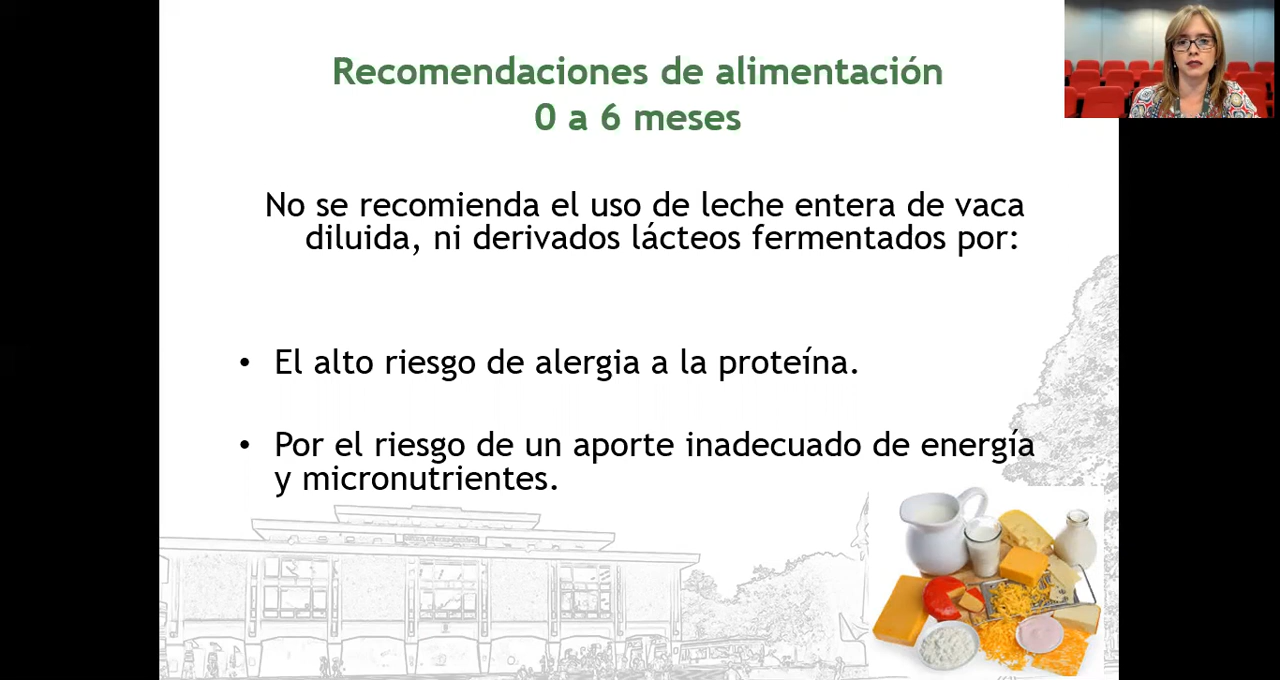 Recomendaciones de alimentación
0 a 6 meses
No se recomienda el uso de leche entera de vaca
diluida, ni derivados lácteos fermentados por:
• El alto riesgo de alergia a la proteína.
• Por el riesgo de un aporte inadecuado de energía
y micronutrientes.